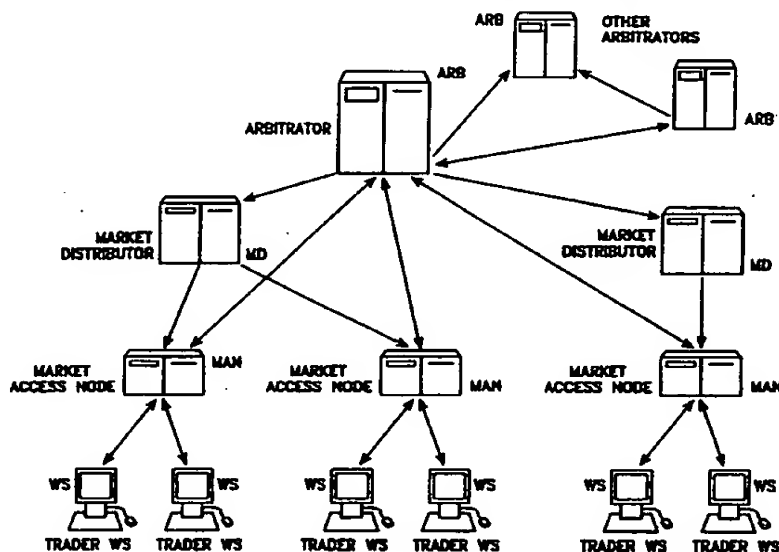 ARB
OTHER
ARBITRATORS
ARB
ARBITRATOR
ARB
MARKET
DISTRIBUTOR
MD
MARKET
DISTRIBUTOR
MD
MARKET
ACCESS NODE
MAN
MARKET
ACCESS NODE
MAN
MARKET
ACCESS NODE
MAN
WS
WS
WS
WS
WS
WS
TRADER WS
TRADER WS
TRADER WS
TRADER WS
TRADER WS
TRADER WS